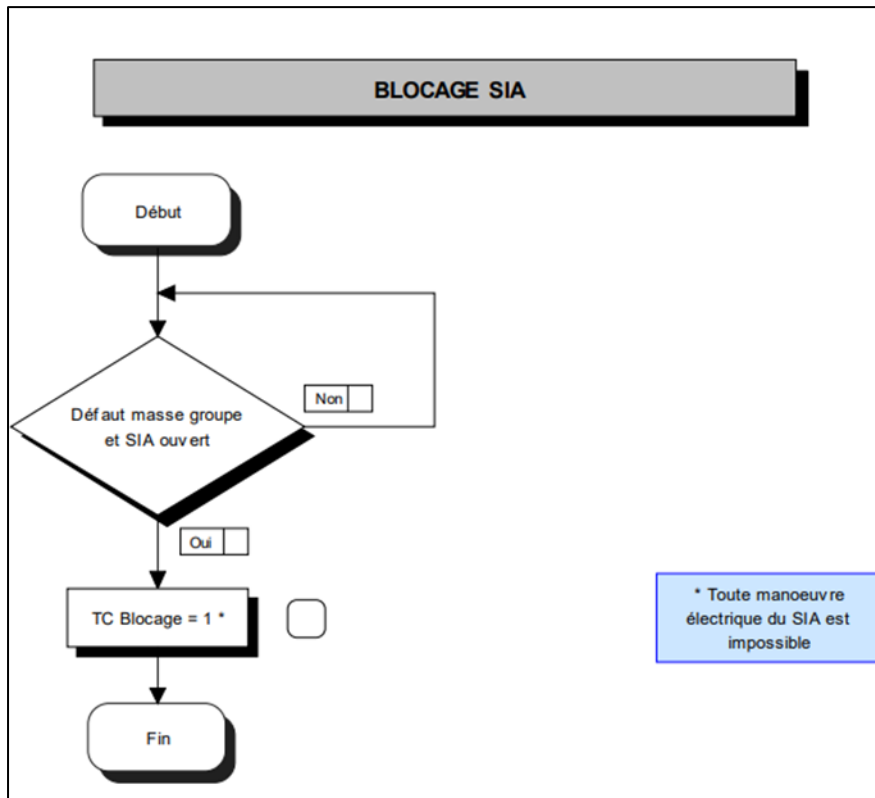 BLOCAGE SIA
Début
Non
Défaut masse groupe
et SIA ouvert
Oui
TC Blocage = 1 *
* Toute manoeuvre
électrique du SIA est
impossible
Fin